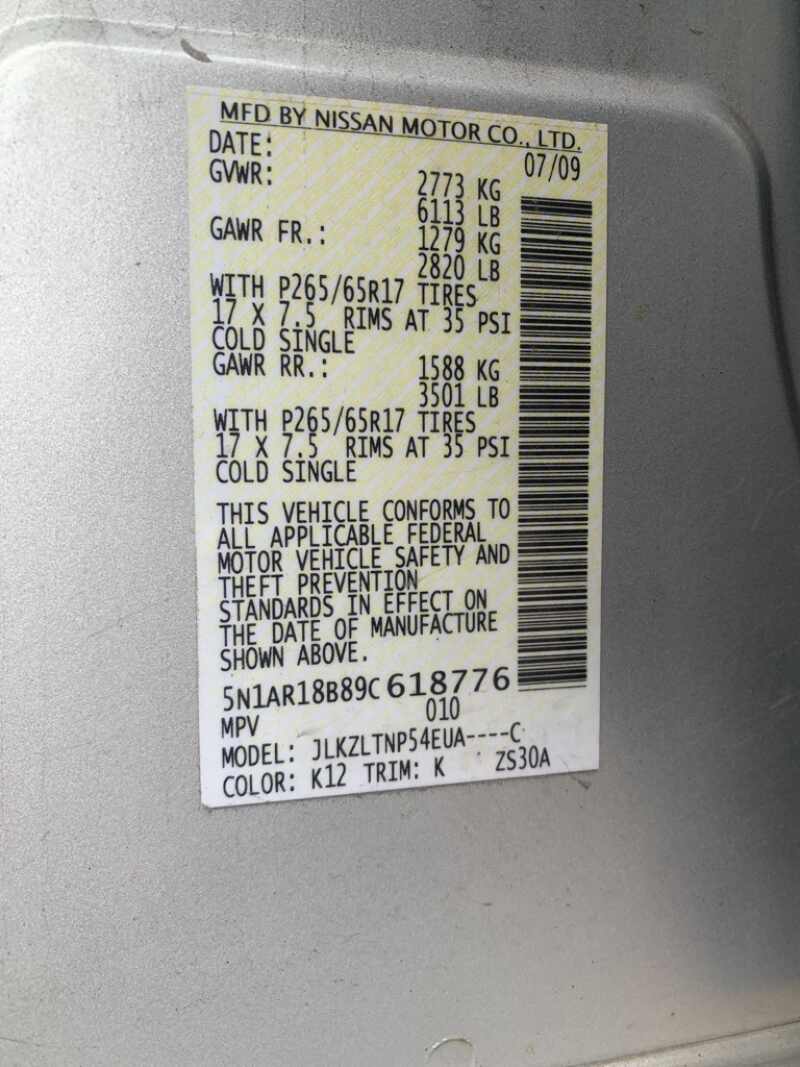 MFD BY NISSAN MOTOR CO., LTD.
DATE: 07/09
GVWR: 2773 KG
6113 LB
GAWR FR.: 1279 KG
2820 LB
WITH P265/65R17 TIRES
17 X 7.5 RIMS AT 35 PSI
COLD SINGLE
GAWR RR.: 1588 KG
3501 LB
WITH P265/65R17 TIRES
17 X 7.5 RIMS AT 35 PSI
COLD SINGLE
THIS VEHICLE CONFORMS TO
ALL APPLICABLE FEDERAL
MOTOR VEHICLE SAFETY AND
THEFT PREVENTION
STANDARDS IN EFFECT ON
THE DATE OF MANUFACTURE
SHOWN ABOVE.
5N1AR18B89C618776
MPV 010
MODEL: JLKZLTNP54EUA----C
COLOR: K12 TRIM: K ZS30A